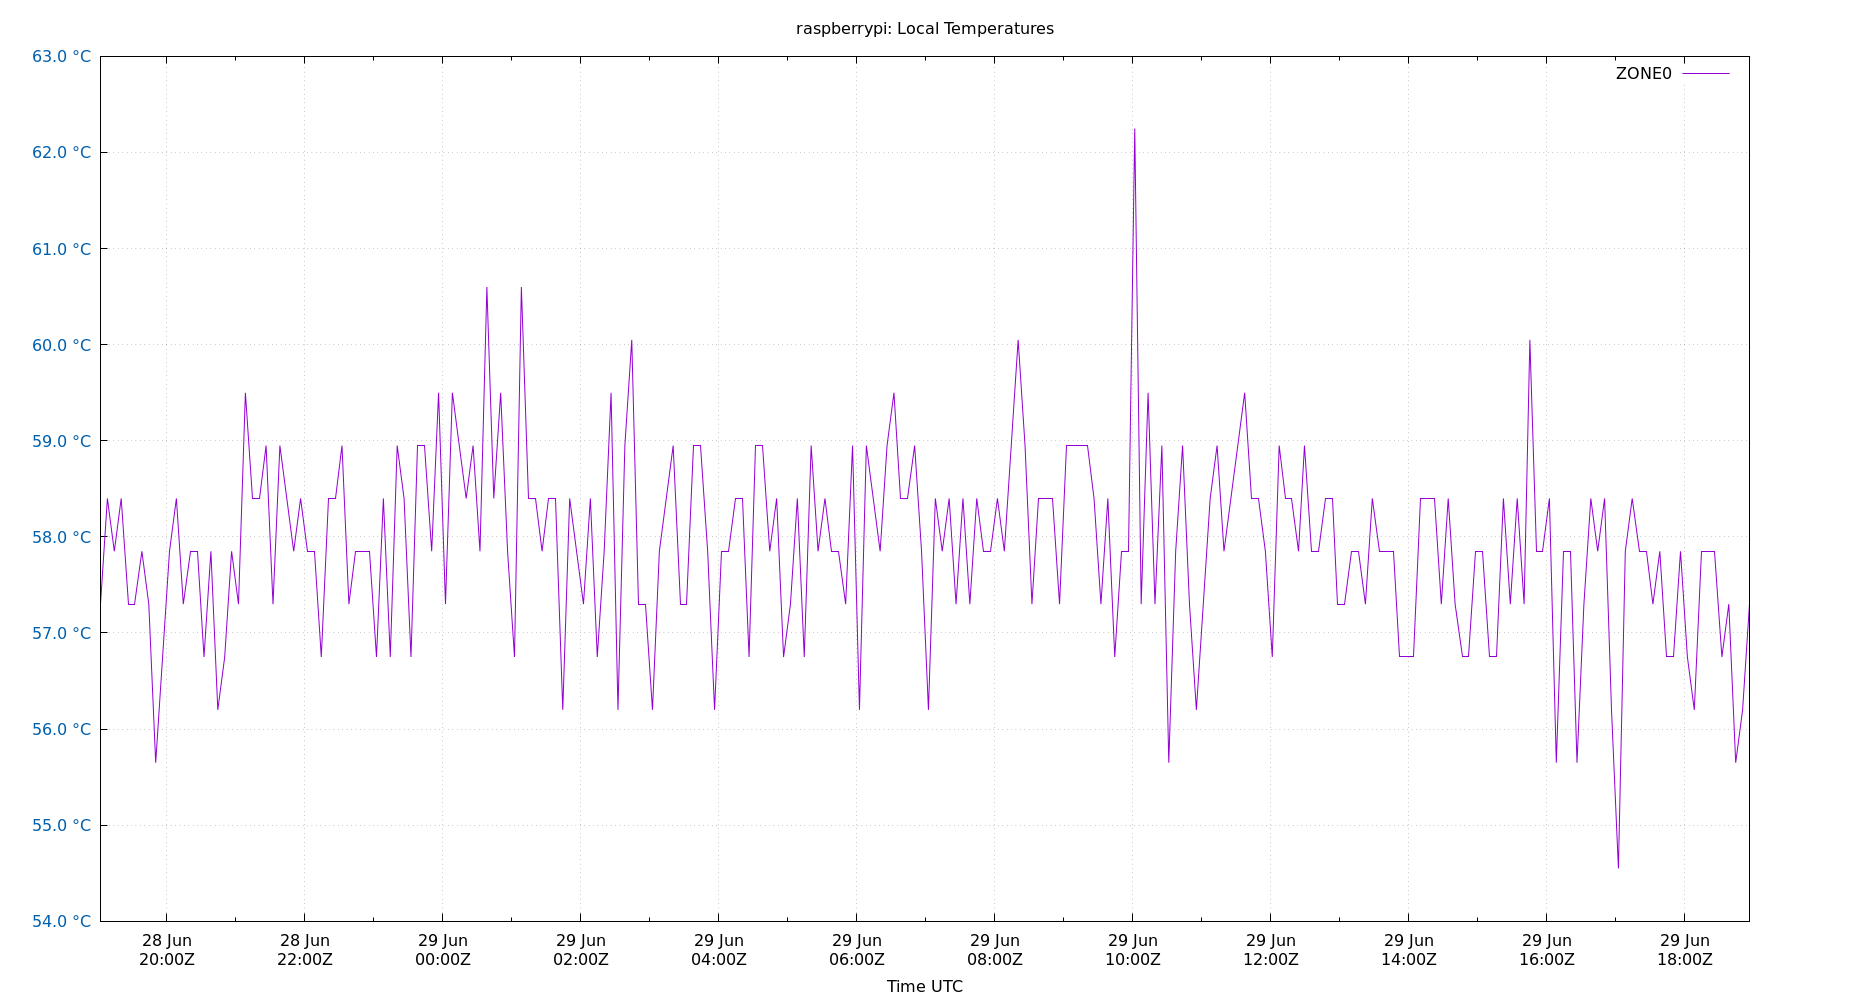 raspberrypi: Local Temperatures
63.0 °C
ZONE0
62.0 °C
61.0 °C
60.0 °C
59.0 °C
58.0 °C
57.0 °C
56.0 °C
55.0 °C
54.0 °C
28 Jun 28 Jun 29 Jun 29 Jun 29 Jun 29 Jun 29 Jun 29 Jun 29 Jun 29 Jun 29 Jun 29 Jun
20:00Z 22:00Z 00:00Z 02:00Z 04:00Z 06:00Z 08:00Z 10:00Z 12:00Z 14:00Z 16:00Z 18:00Z
Time UTC